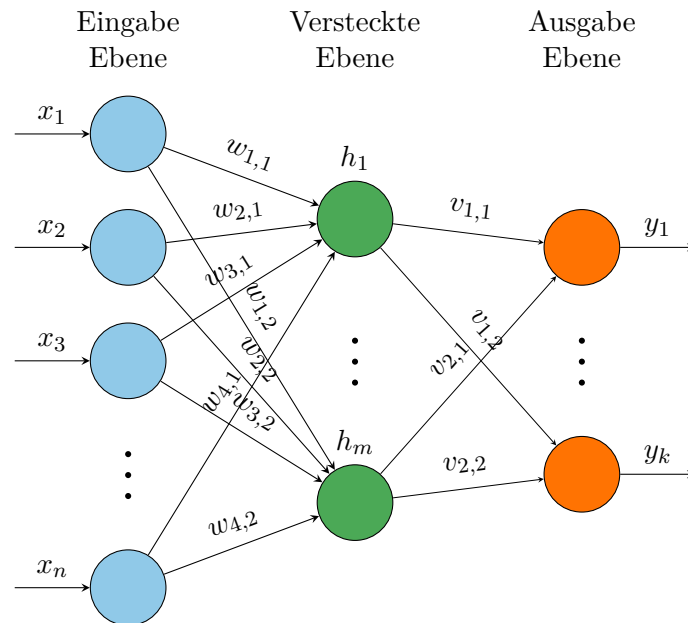 Eingabe
Ebene
Versteckte
Ebene
Ausgabe
Ebene
x1
x2
x3
xn
w1,1
w2,1
w3,1
w1,2
w2,2
w4,1
w3,2
w4,2
h1
hm
v1,1
v1,2
v2,1
v2,2
y1
yk